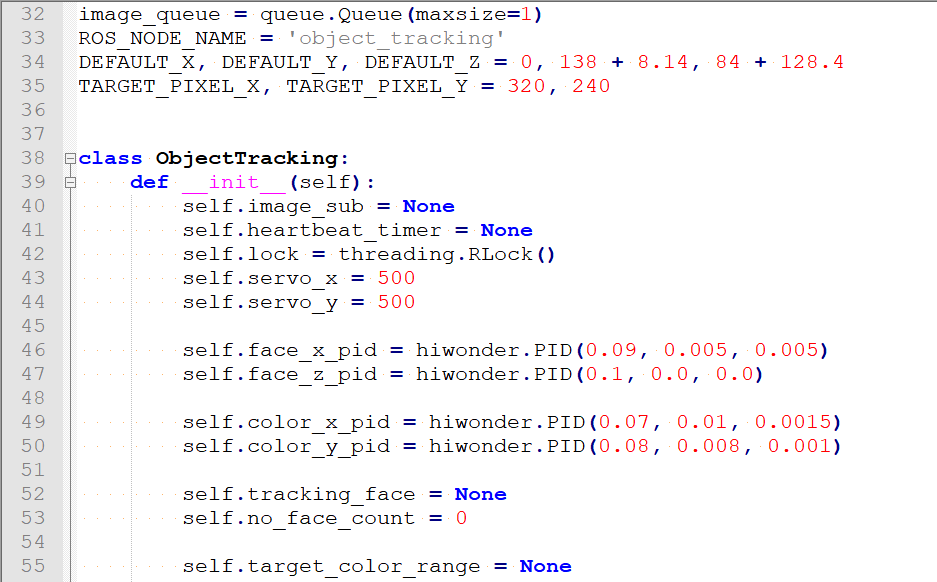 32 image_queue = queue.Queue(maxsize=1)
33 ROS_NODE_NAME = 'object_tracking'
34 DEFAULT_X, DEFAULT_Y, DEFAULT_Z = 0, 138 + 8.14, 84 + 128.4
35 TARGET_PIXEL_X, TARGET_PIXEL_Y = 320, 240
36
37
38 class ObjectTracking:
39     def __init__(self):
40         self.image_sub = None
41         self.heartbeat_timer = None
42         self.lock = threading.RLock()
43         self.servo_x = 500
44         self.servo_y = 500
45
46         self.face_x_pid = hiwonder.PID(0.09, 0.005, 0.005)
47         self.face_z_pid = hiwonder.PID(0.1, 0.0, 0.0)
48
49         self.color_x_pid = hiwonder.PID(0.07, 0.01, 0.0015)
50         self.color_y_pid = hiwonder.PID(0.08, 0.008, 0.001)
51
52         self.tracking_face = None
53         self.no_face_count = 0
54
55         self.target_color_range = None